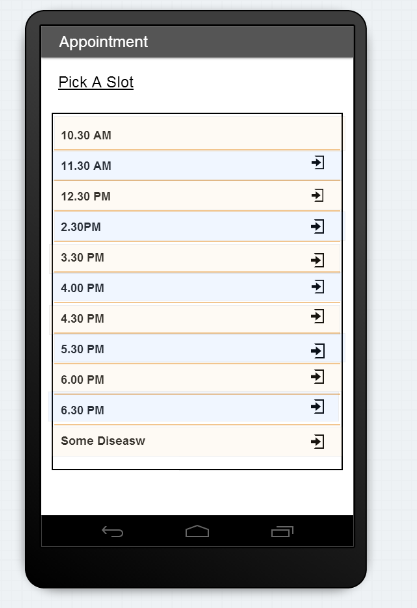 Appointment
Pick A Slot
10.30 AM
11.30 AM
12.30 PM
2.30PM
3.30 PM
4.00 PM
4.30 PM
5.30 PM
6.00 PM
6.30 PM
Some Diseasw